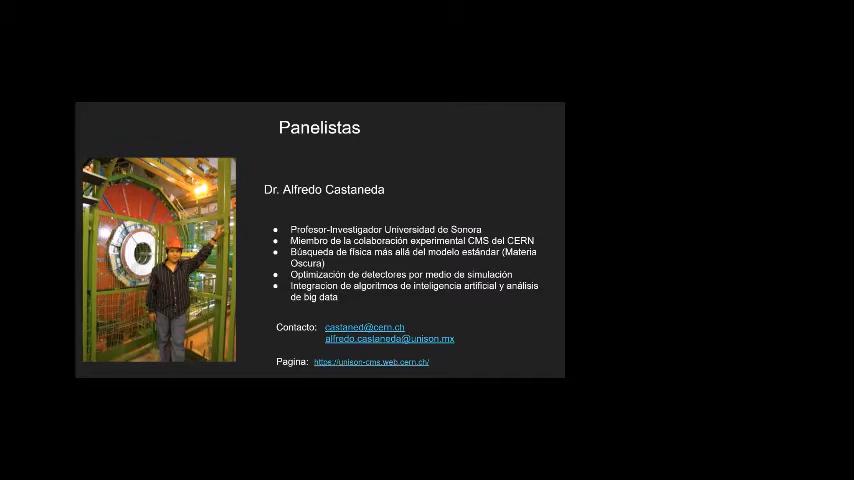 Panelistas
Dr. Alfredo Castaneda
● Profesor-Investigador Universidad de Sonora
● Miembro de la colaboración experimental CMS del CERN
● Búsqueda de física más allá del modelo estándar (Materia
Oscura)
● Optimización de detectores por medio de simulación
● Integracion de algoritmos de inteligencia artificial y análisis
de big data
Contacto: castaned@cern.ch
alfredo.castaneda@unison.mx
Pagina: https://unison-cms.web.cern.ch/